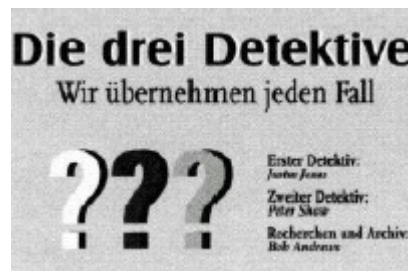 Die drei Detektive
Wir übernehmen jeden Fall
???
Erster Detektiv:
Justus Jonas
Zweiter Detektiv:
Peter Shaw
Recherchen und Archiv:
Bob Andrews